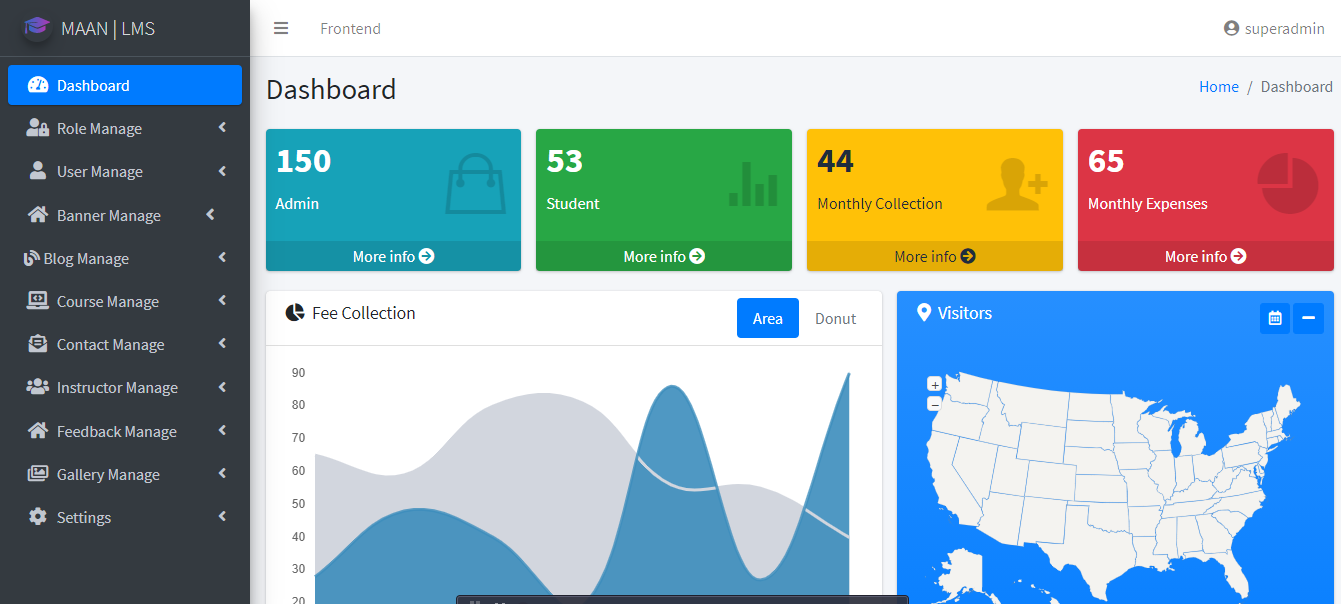 MAAN | LMS
Frontend
superadmin
Dashboard
Role Manage
User Manage
Banner Manage
Blog Manage
Course Manage
Contact Manage
Instructor Manage
Feedback Manage
Gallery Manage
Settings
Dashboard
Home / Dashboard
150
Admin
More info
53
Student
More info
44
Monthly Collection
More info
65
Monthly Expenses
More info
Fee Collection
Area
Donut
90
80
70
60
50
40
30
20
Visitors
+
−